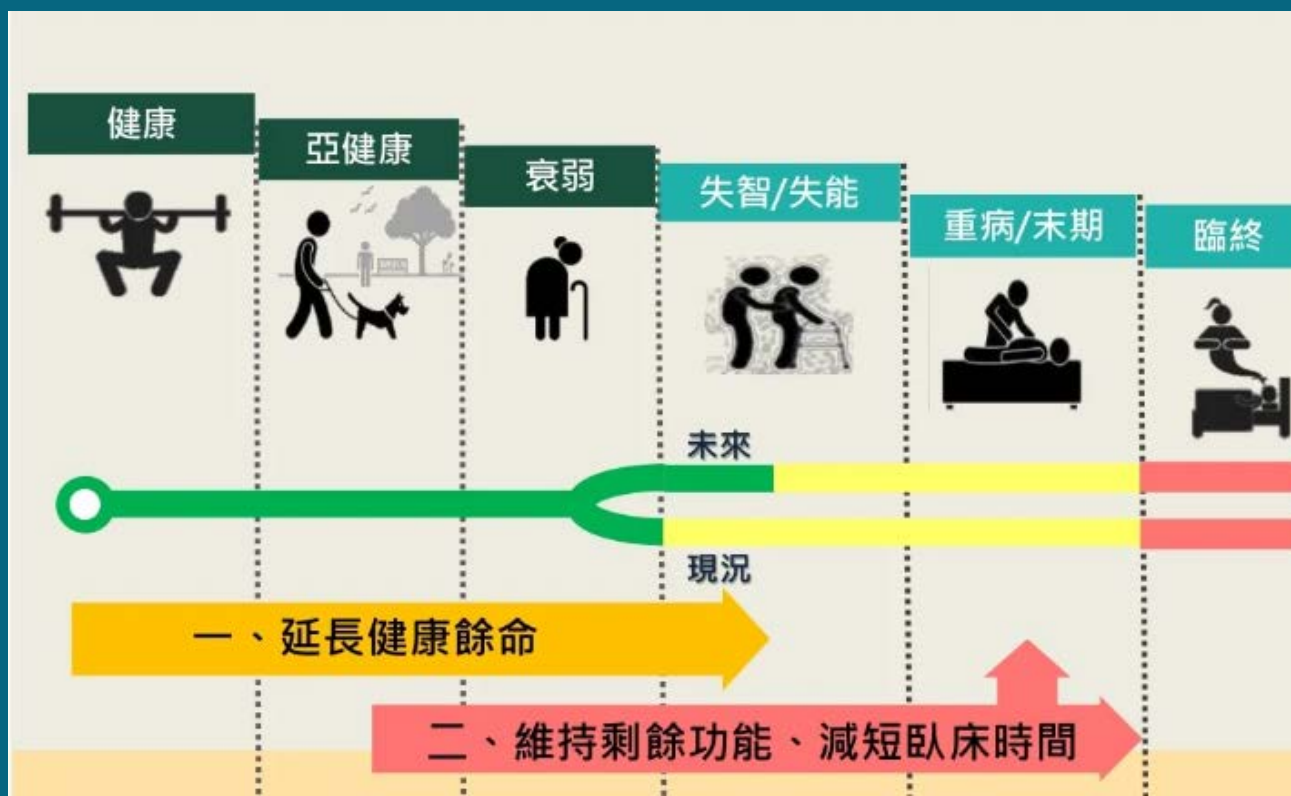 健康
亞健康
衰弱
失智/失能
重病/末期
臨終
未來
現況
一、延長健康餘命
二、維持剩餘功能、減短臥床時間